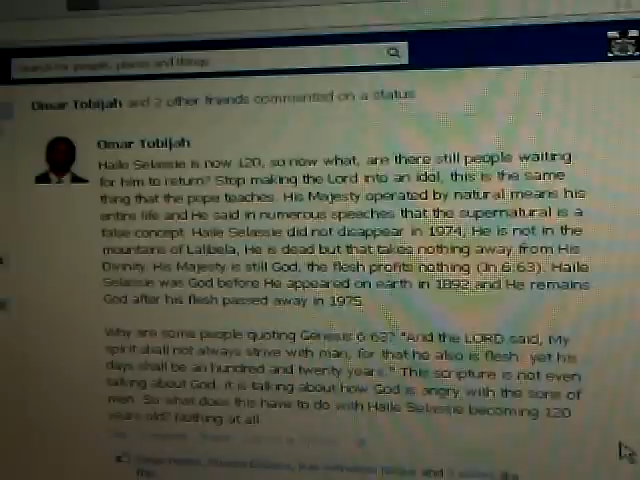 Search for people, places and things
Omar Tobijah and 2 other friends commented on a status.
Omar Tobijah
Haile Selassie is now 120, so now what, are there still people waiting
for him to return? Stop making the Lord into an idol, this is the same
thing that the pope teaches. His Majesty operated by natural means his
entire life and He said in numerous speeches that the supernatural is a
false concept. Haile Selassie did not disappear in 1974, He is not in the
mountains of Lalibela, He is dead but that takes nothing away from His
Divinity. His Majesty is still God, the flesh profits nothing (Jn 6:63). Haile
Selassie was God before He appeared on earth in 1892 and He remains
God after his flesh passed away in 1975.
Why are some people quoting Genesis 6:63? "And the LORD said, My
spirit shall not always strive with man, for that he also is flesh: yet his
days shall be an hundred and twenty years." This scripture is not even
talking about God, it is talking about how God is angry with the sons of
men. So what does this have to do with Haile Selassie becoming 120
years old? Nothing at all.